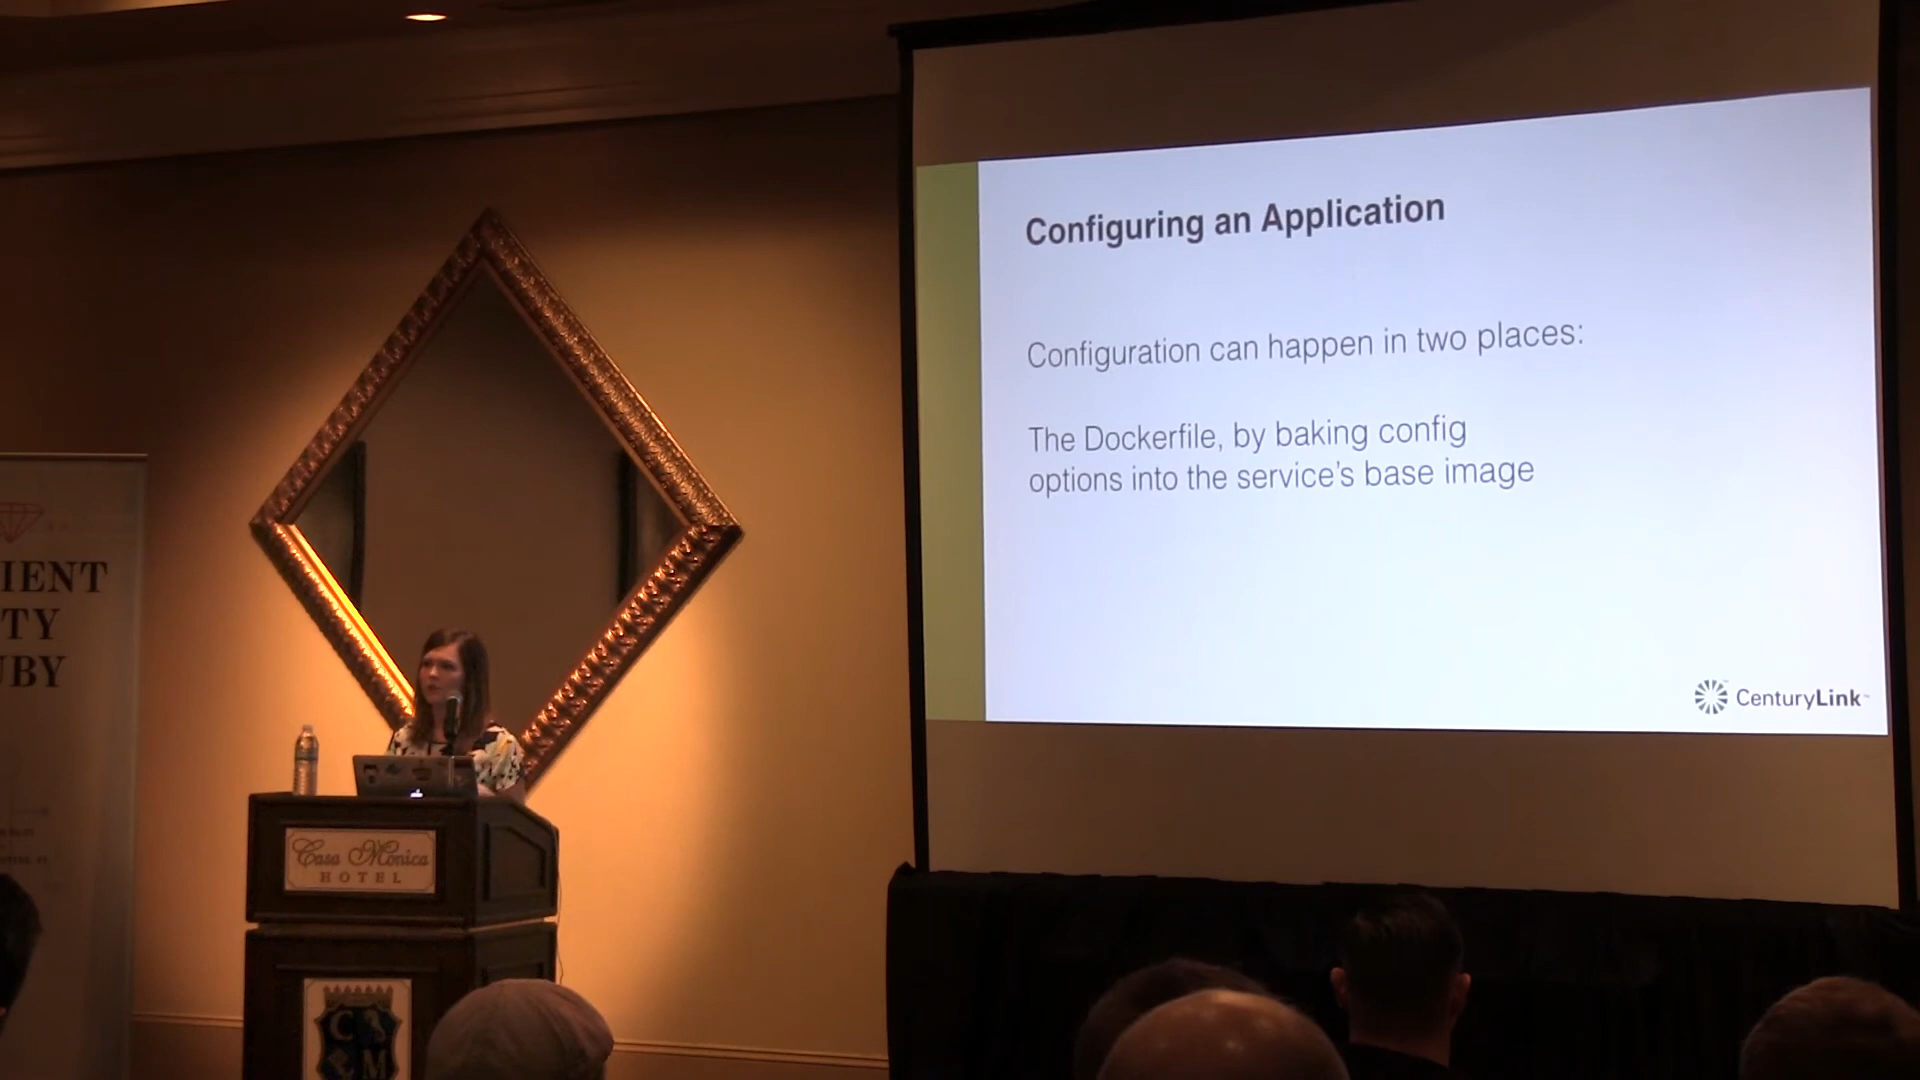 Configuring an Application
Configuration can happen in two places:
The Dockerfile, by baking config
options into the service's base image
CenturyLink
IENT
TY
UBY
Casa Monica
HOTEL
C
M